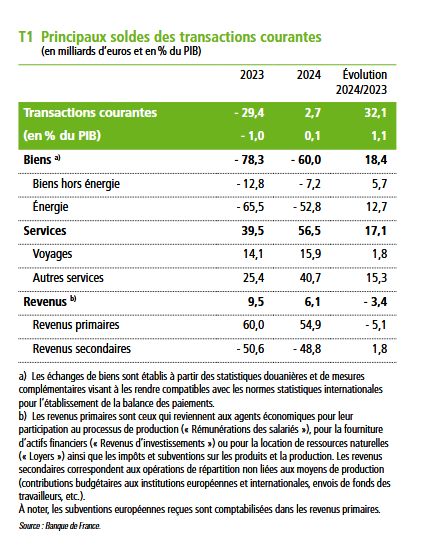 T1 Principaux soldes des transactions courantes
(en milliards d’euros et en % du PIB)
2023 2024 Évolution
2024/2023
Transactions courantes - 29,4 2,7 32,1
(en % du PIB) - 1,0 0,1 1,1
Biens a) - 78,3 - 60,0 18,4
Biens hors énergie - 12,8 - 7,2 5,7
Énergie - 65,5 - 52,8 12,7
Services 39,5 56,5 17,1
Voyages 14,1 15,9 1,8
Autres services 25,4 40,7 15,3
Revenus b) 9,5 6,1 - 3,4
Revenus primaires 60,0 54,9 - 5,1
Revenus secondaires - 50,6 - 48,8 1,8
a) Les échanges de biens sont établis à partir des statistiques douanières et de mesures
complémentaires visant à les rendre compatibles avec les normes statistiques internationales
pour l’établissement de la balance des paiements.
b) Les revenus primaires sont ceux qui reviennent aux agents économiques pour leur
participation au processus de production (« Rémunérations des salariés »), pour la fourniture
d’actifs financiers (« Revenus d’investissements ») ou pour la location de ressources naturelles
(« Loyers ») ainsi que les impôts et subventions sur les produits et la production. Les revenus
secondaires correspondent aux opérations de répartition non liées aux moyens de production
(contributions budgétaires aux institutions européennes et internationales, envois de fonds des
travailleurs, etc.).
À noter, les subventions européennes reçues sont comptabilisées dans les revenus primaires.
Source : Banque de France.